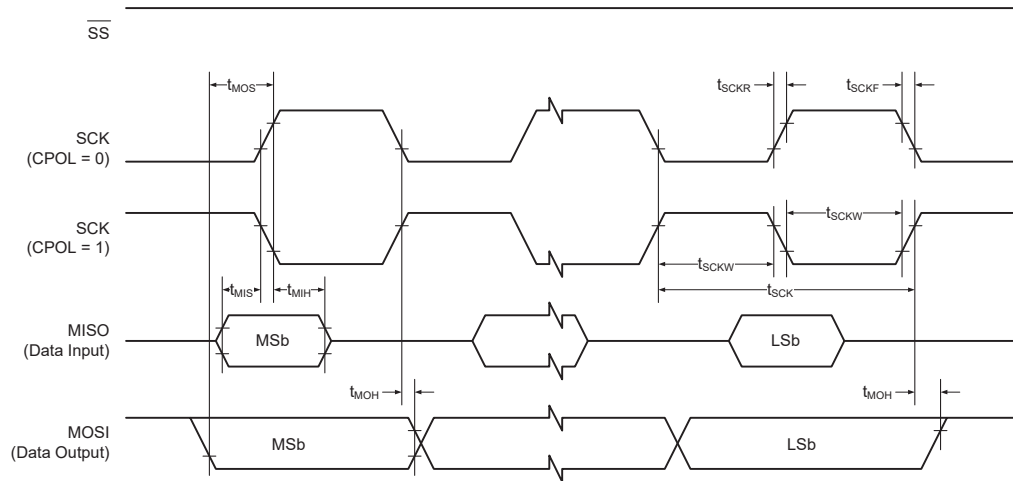 SS
tMOS
tSCKR
tSCKF
SCK
(CPOL = 0)
SCK
(CPOL = 1)
tSCKW
tSCKW
tSCK
tMIS
tMIH
MISO
(Data Input)
MSb
LSb
tMOH
tMOH
MOSI
(Data Output)
MSb
LSb